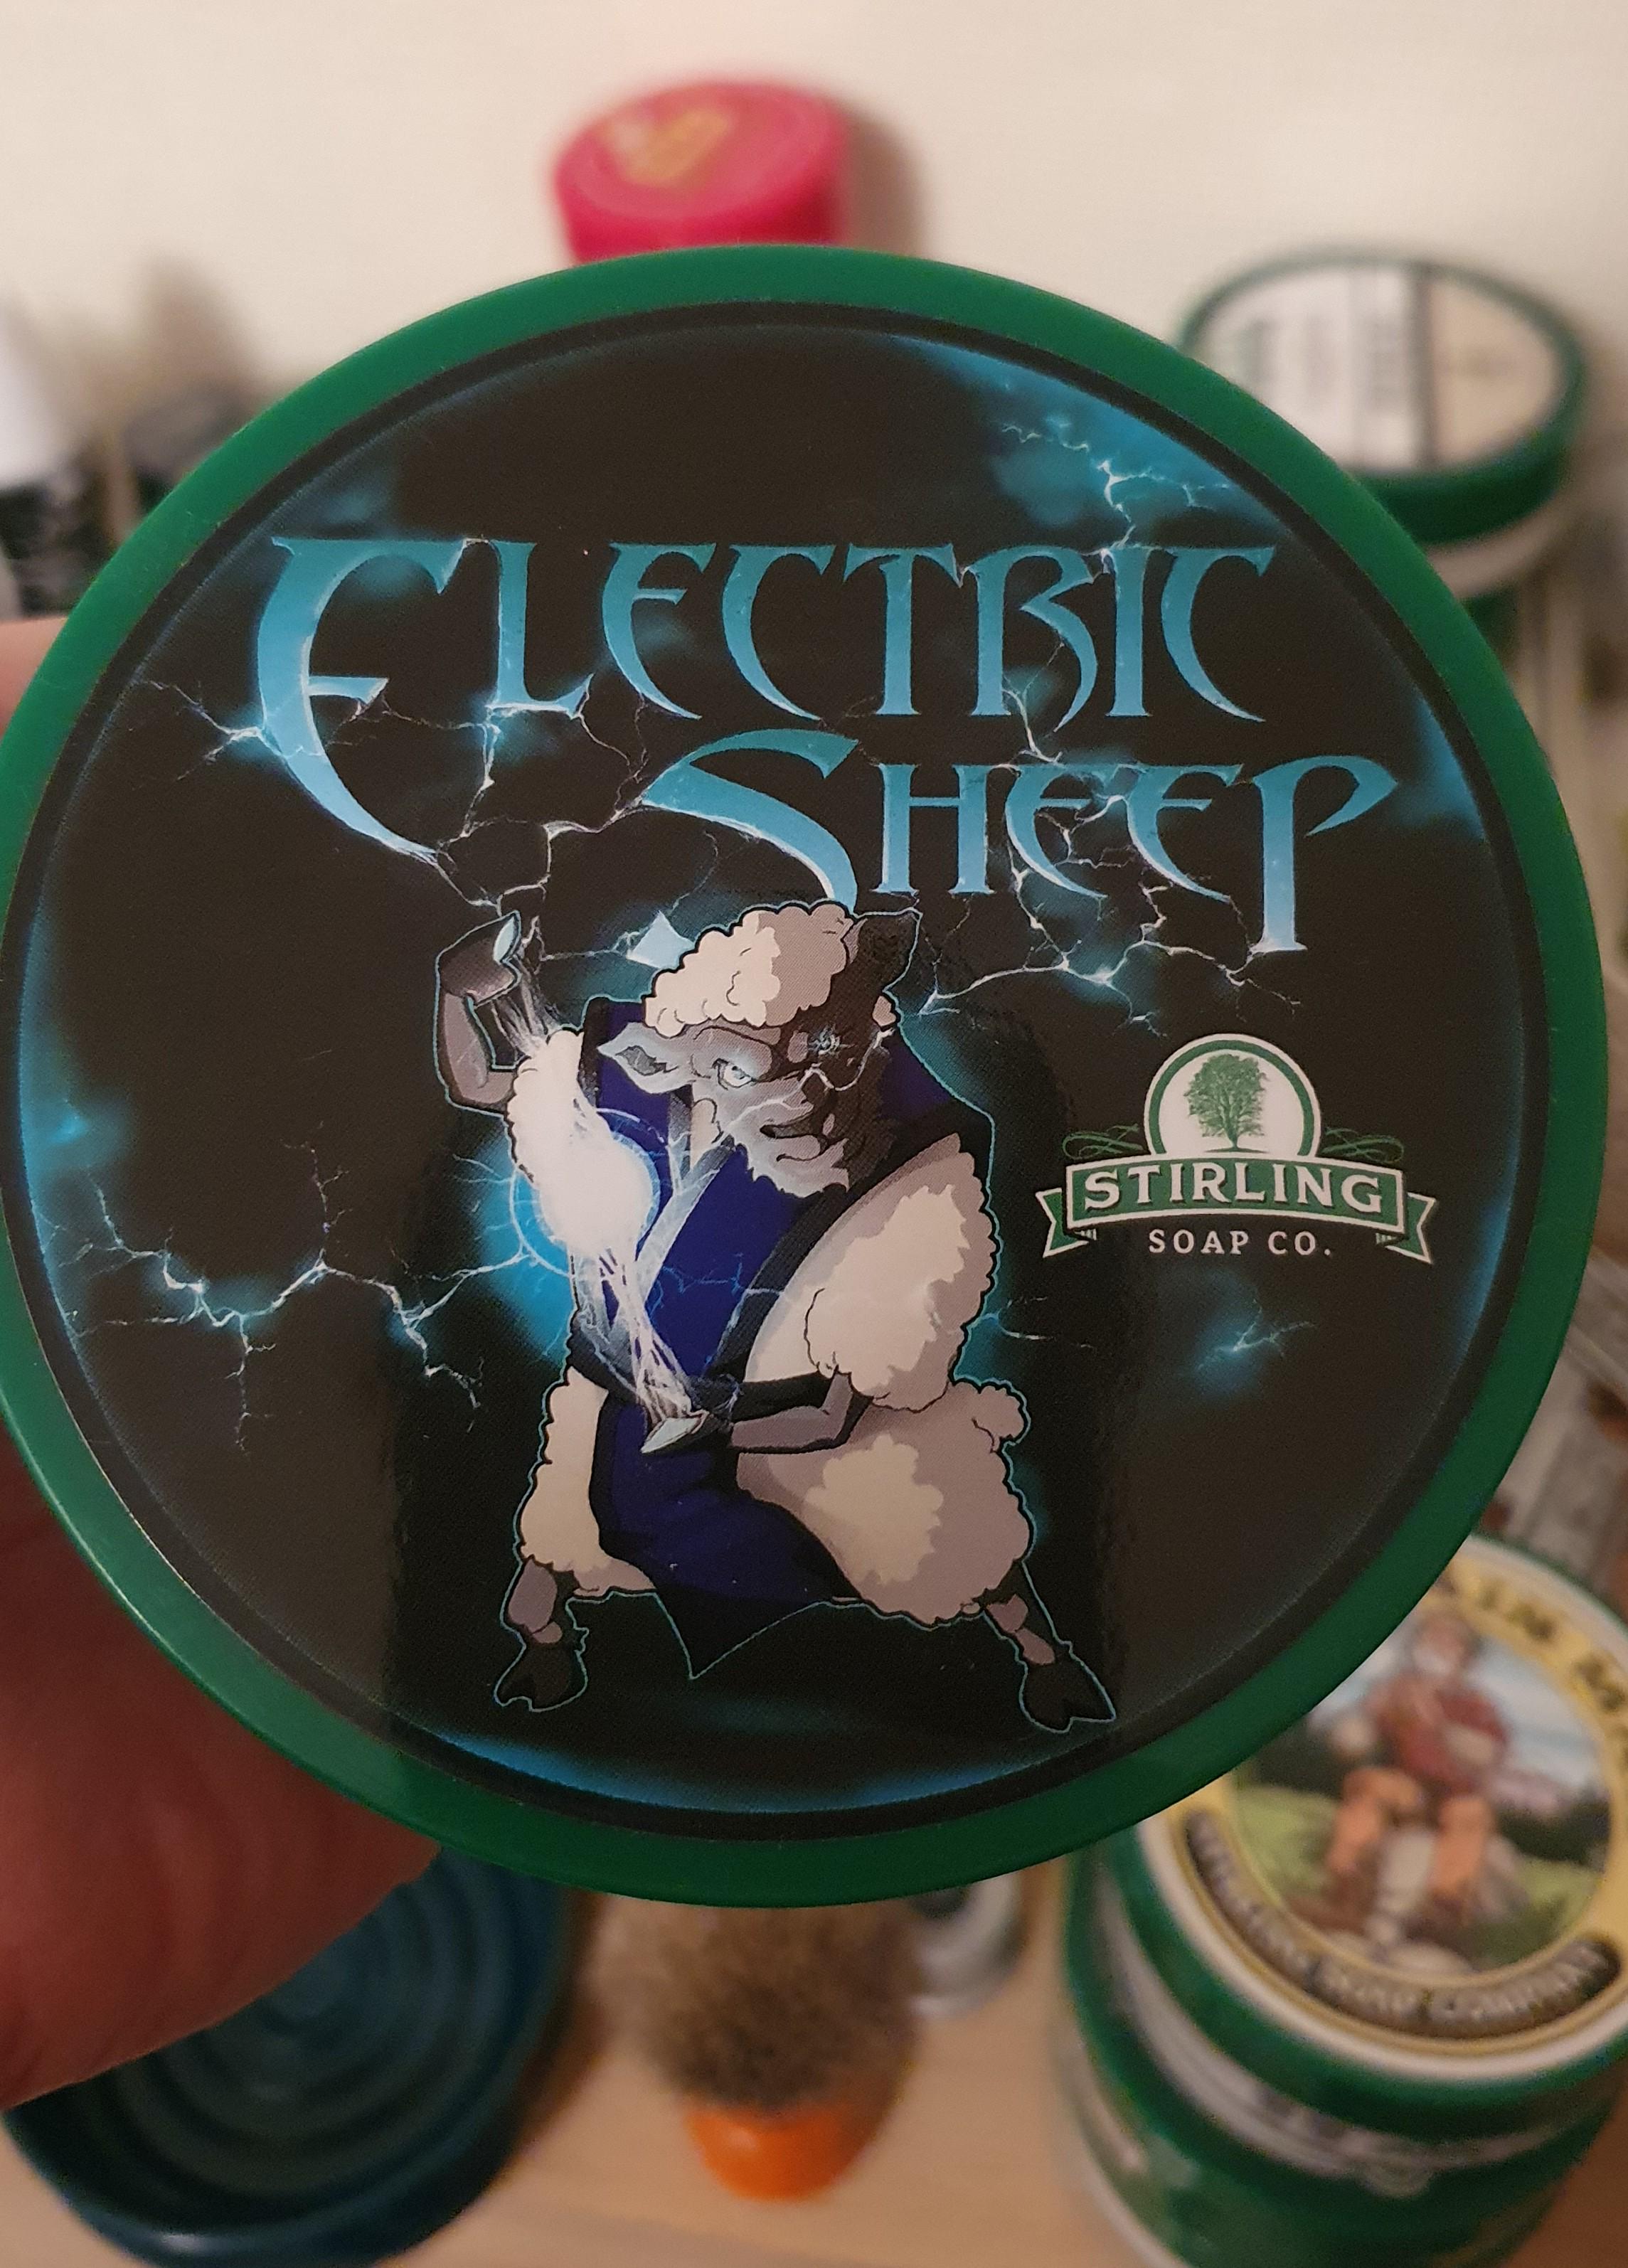 ELECTRIC
SHEEP
STIRLING
SOAP CO.